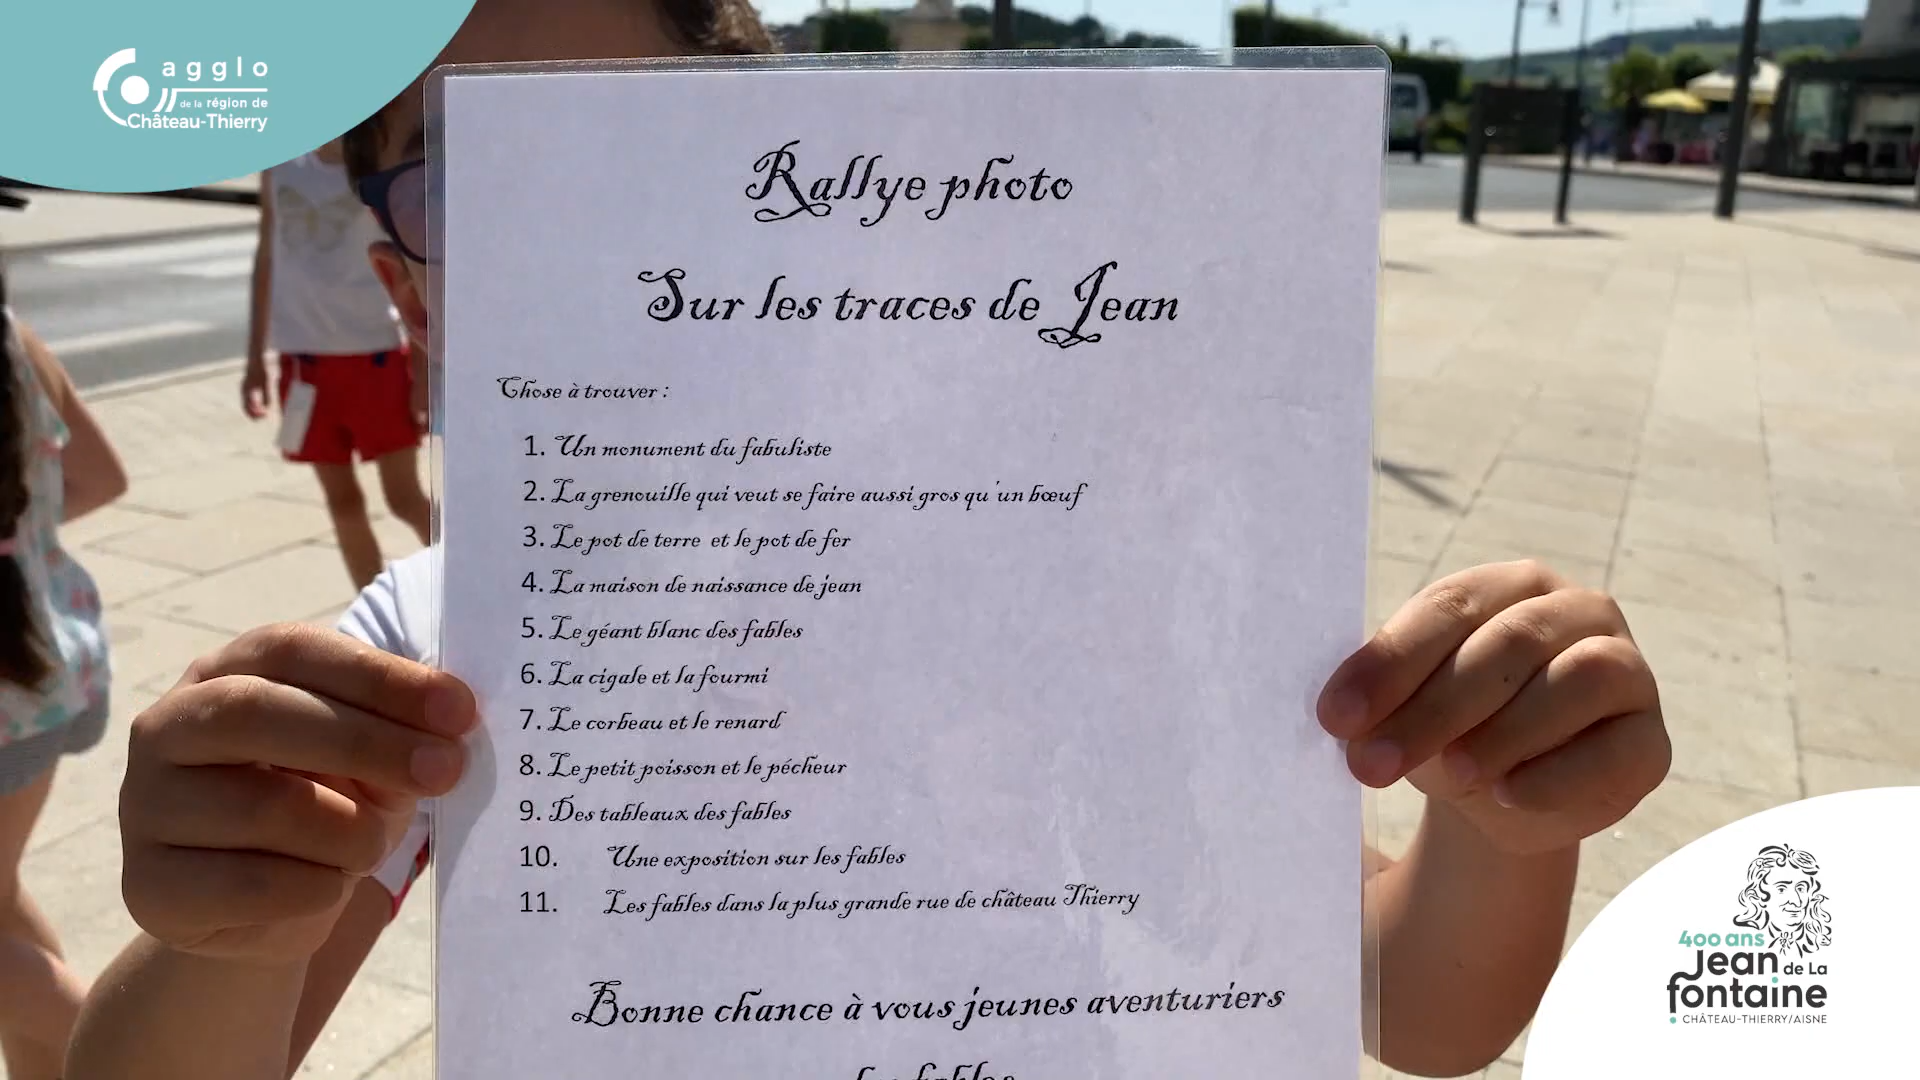 agglo
de la région de
Château-Thierry
Rallye photo
Sur les traces de Jean
Chose à trouver :
1. Un monument du fabuliste
2. La grenouille qui veut se faire aussi gros qu'un bœuf
3. Le pot de terre et le pot de fer
4. La maison de naissance de jean
5. Le géant blanc des fables
6. La cigale et la fourmi
7. Le corbeau et le renard
8. Le petit poisson et le pécheur
9. Des tableaux des fables
10. Une exposition sur les fables
11. Les fables dans la plus grande rue de château Thierry
Bonne chance à vous jeunes aventuriers
fables
400 ans
Jean de La
fontaine
CHÂTEAU-THIERRY/AISNE